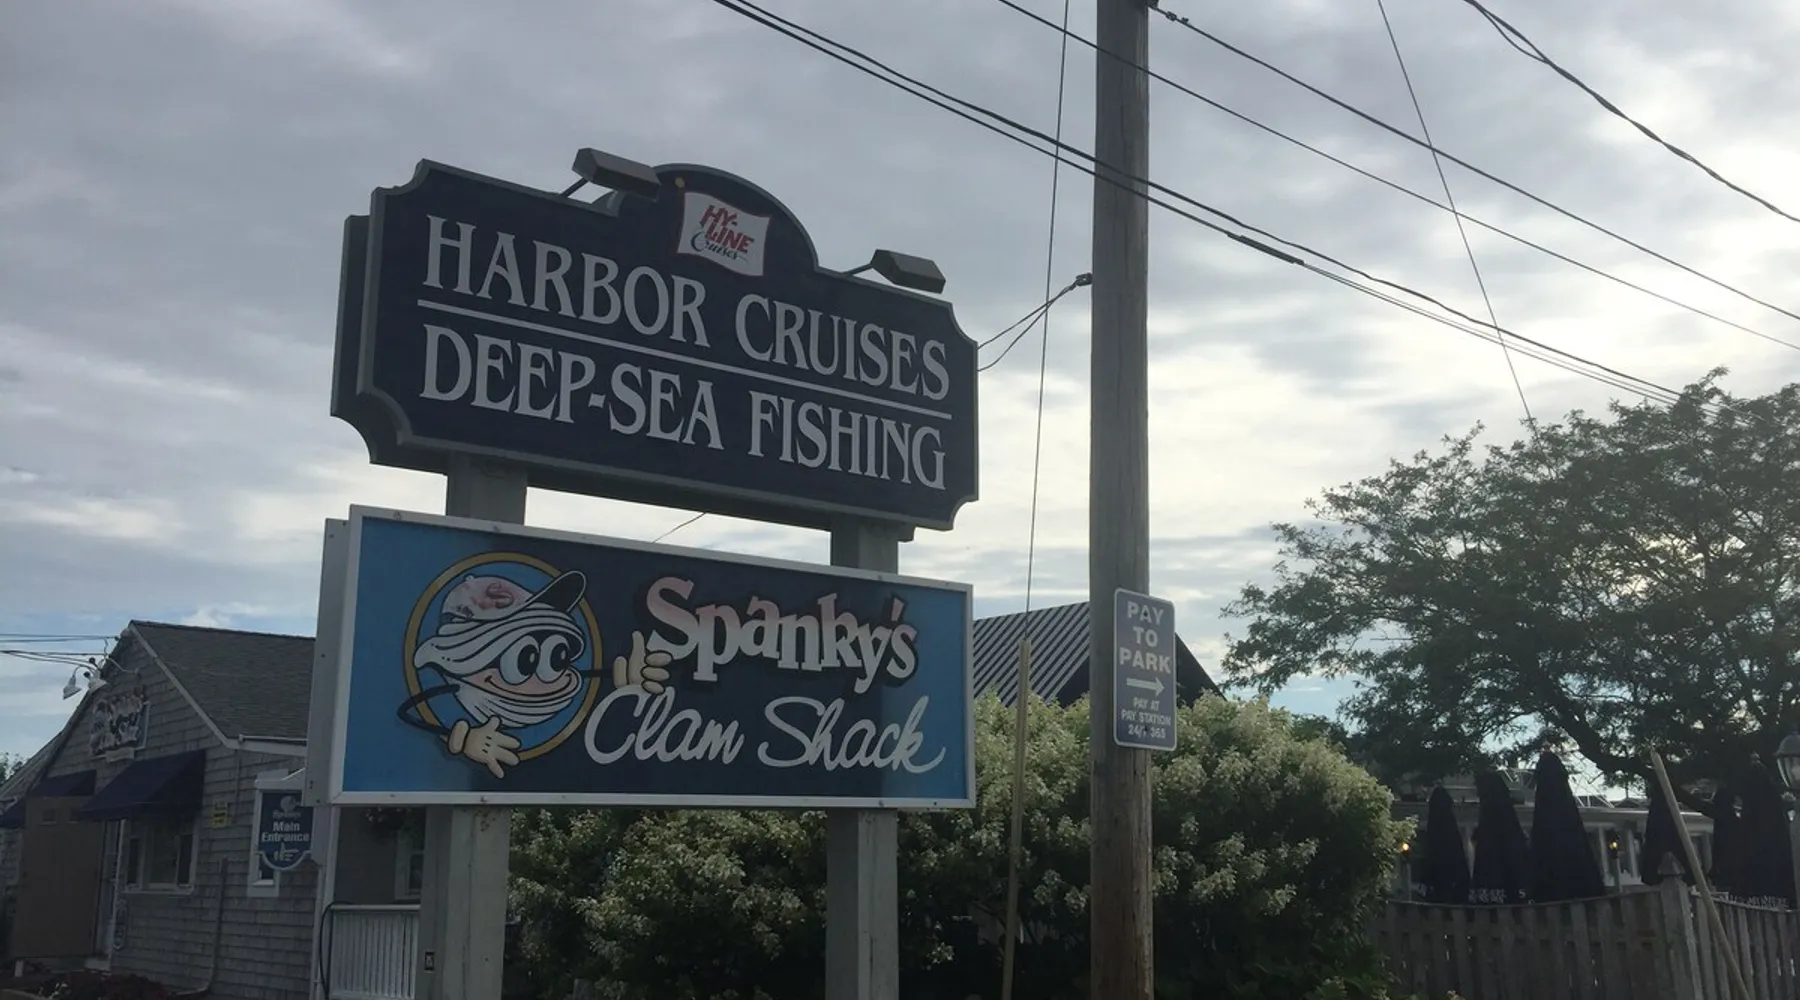 HY-LINE
Cruises
HARBOR CRUISES
DEEP-SEA FISHING
Spanky's
Clam Shack
PAY
TO
PARK
PAY AT
PAY STATION
24/7 365
Main
Entrance